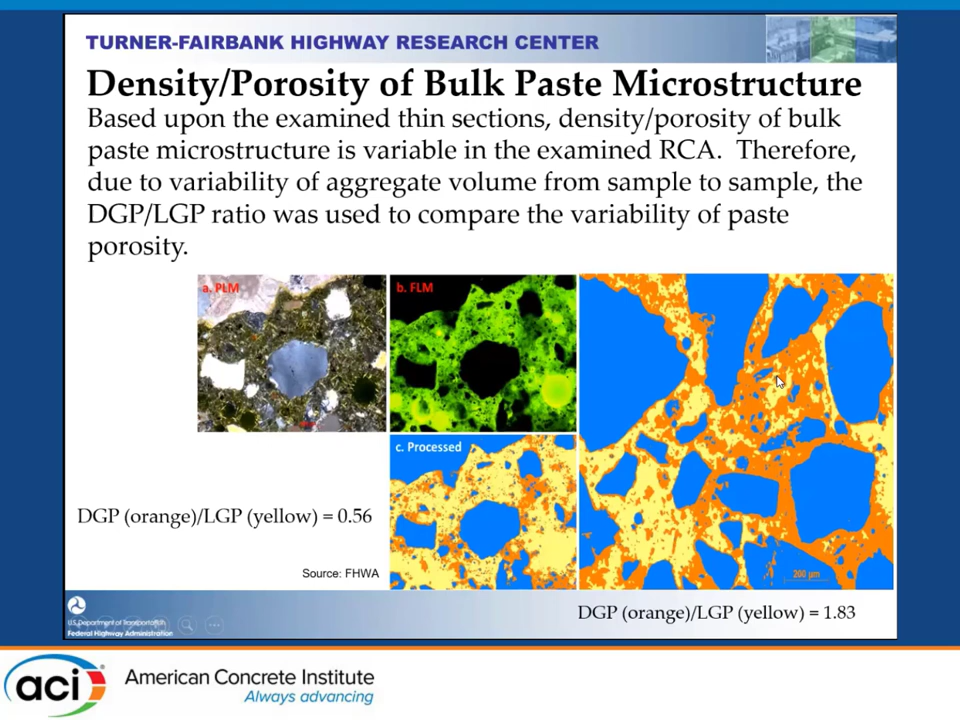 TURNER-FAIRBANK HIGHWAY RESEARCH CENTER
Density/Porosity of Bulk Paste Microstructure
Based upon the examined thin sections, density/porosity of bulk
paste microstructure is variable in the examined RCA. Therefore,
due to variability of aggregate volume from sample to sample, the
DGP/LGP ratio was used to compare the variability of paste
porosity.
a. PLM
b. FLM
c. Processed
DGP (orange)/LGP (yellow) = 0.56
Source: FHWA
200 µm
DGP (orange)/LGP (yellow) = 1.83
U.S. Department of Transportation
Federal Highway Administration
aci
American Concrete Institute
Always advancing